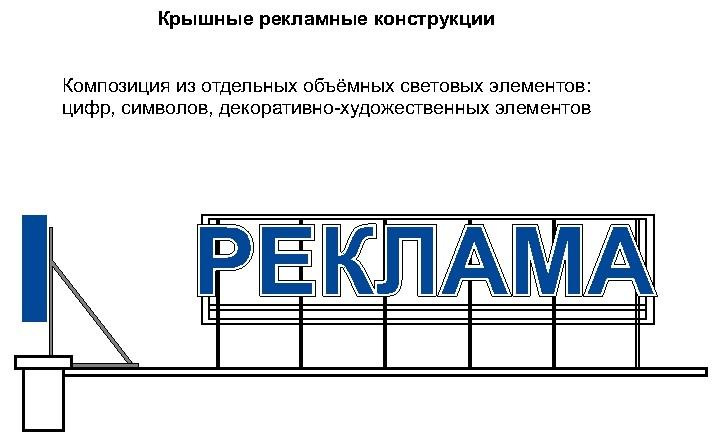 Крышные рекламные конструкции
Композиция из отдельных объёмных световых элементов:
цифр, символов, декоративно-художественных элементов
РЕКЛАМА